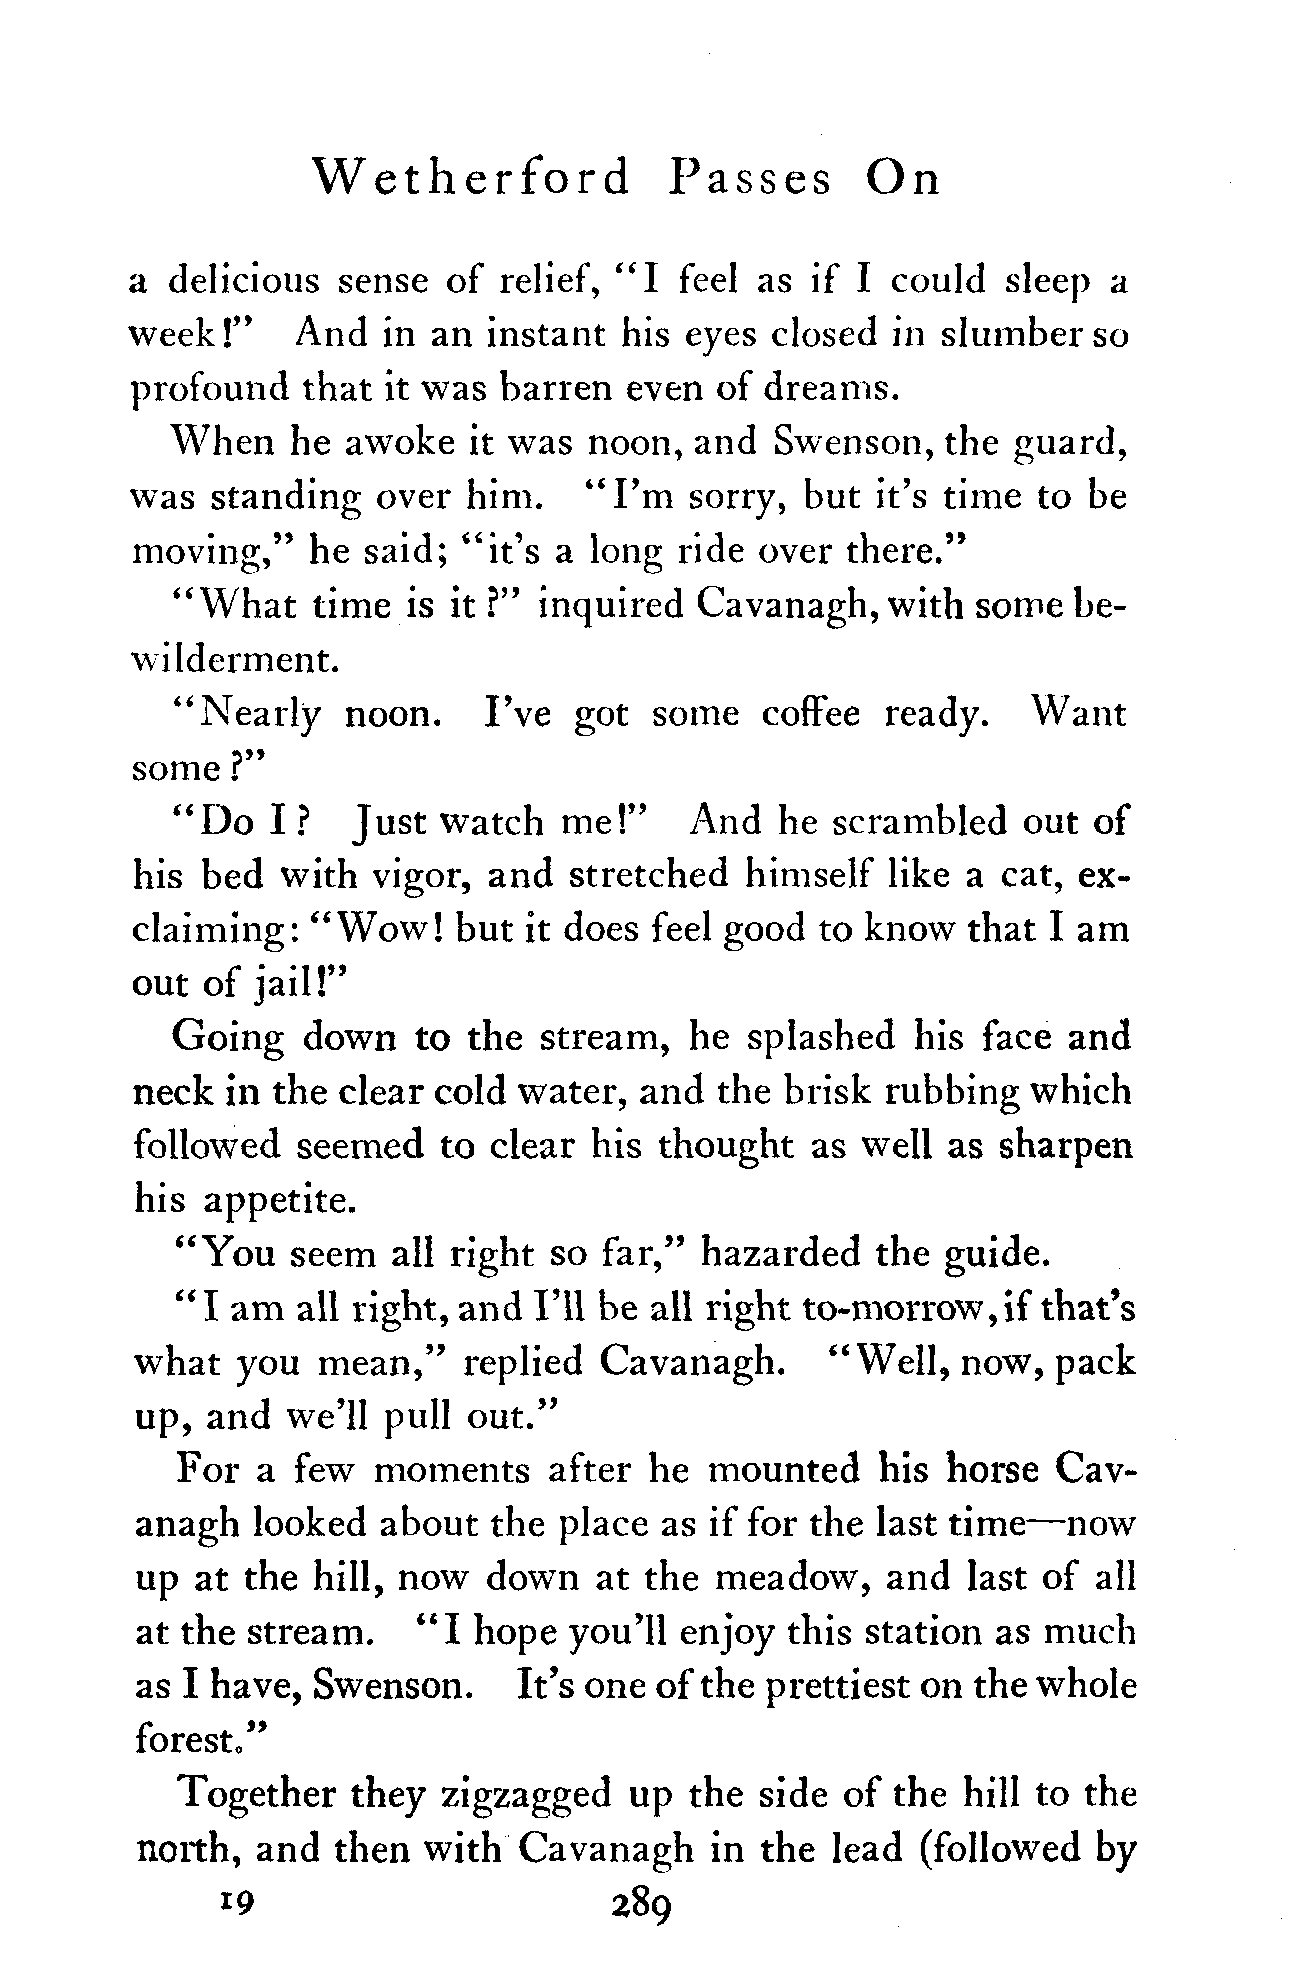 Wetherford Passes On
a delicious sense of relief, "I feel as if I could sleep a
week!" And in an instant his eyes closed in slumber so
profound that it was barren even of dreams.
When he awoke it was noon, and Swenson, the guard,
was standing over him. "I'm sorry, but it's time to be
moving," he said; "it's a long ride over there."
"What time is it?" inquired Cavanagh, with some be-
wilderment.
"Nearly noon. I've got some coffee ready. Want
some?"
"Do I? Just watch me!" And he scrambled out of
his bed with vigor, and stretched himself like a cat, ex-
claiming: "Wow! but it does feel good to know that I am
out of jail!"
Going down to the stream, he splashed his face and
neck in the clear cold water, and the brisk rubbing which
followed seemed to clear his thought as well as sharpen
his appetite.
"You seem all right so far," hazarded the guide.
"I am all right, and I'll be all right to-morrow, if that's
what you mean," replied Cavanagh. "Well, now, pack
up, and we'll pull out."
For a few moments after he mounted his horse Cav-
anagh looked about the place as if for the last time—now
up at the hill, now down at the meadow, and last of all
at the stream. "I hope you'll enjoy this station as much
as I have, Swenson. It's one of the prettiest on the whole
forest."
Together they zigzagged up the side of the hill to the
north, and then with Cavanagh in the lead (followed by
19 289